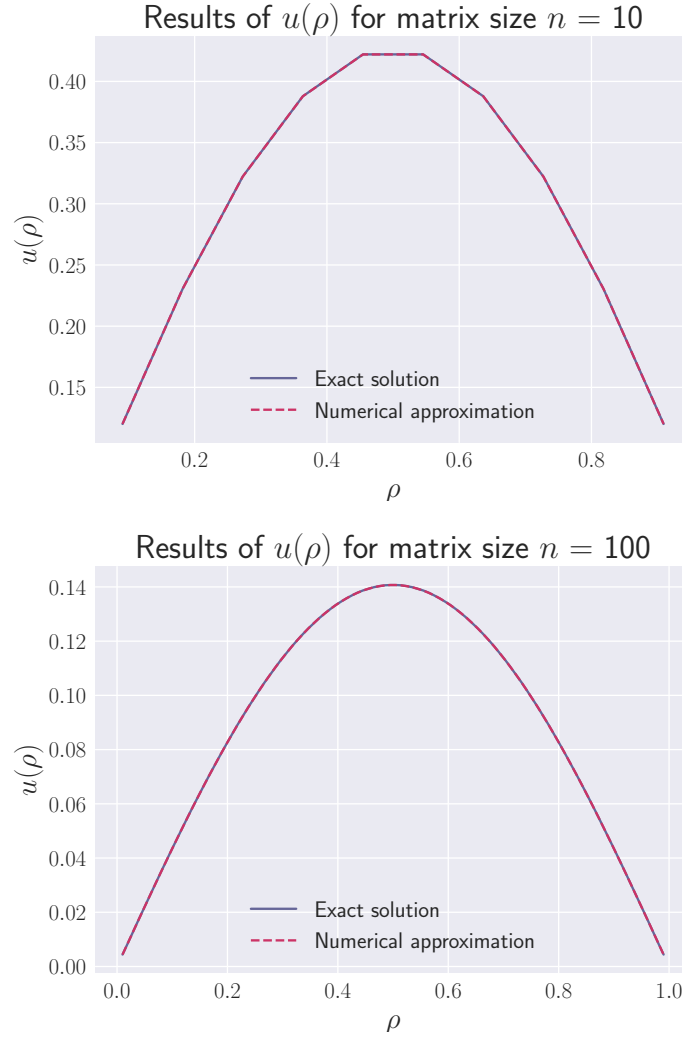 Results of u(ρ) for matrix size n = 10
0.40
0.35
0.30
0.25
0.20
0.15
u(ρ)
Exact solution
Numerical approximation
0.2 0.4 0.6 0.8
ρ
Results of u(ρ) for matrix size n = 100
0.14
0.12
0.10
0.08
0.06
0.04
0.02
0.00
u(ρ)
Exact solution
Numerical approximation
0.0 0.2 0.4 0.6 0.8 1.0
ρ